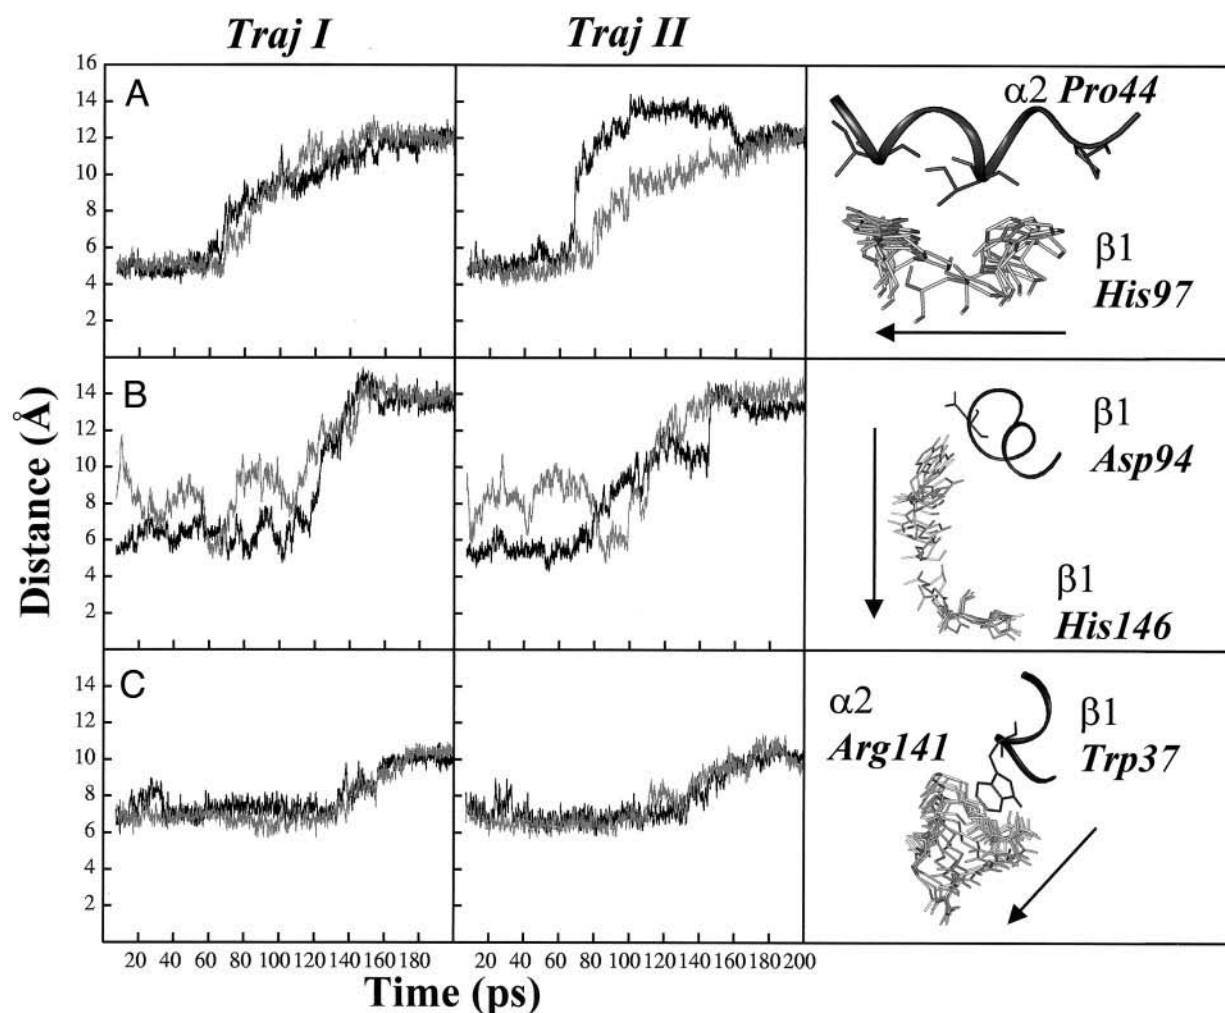 Traj I Traj II
Distance (Å)
A
16
14
12
10
8
6
4
2
α2 Pro44
β1
His97
B
14
12
10
8
6
4
2
β1
Asp94
β1
His146
C
14
12
10
8
6
4
2
α2
Arg141
β1
Trp37
20 40 60 80 100 120 140 160 180 20 40 60 80 100 120 140 160 180 200
Time (ps)